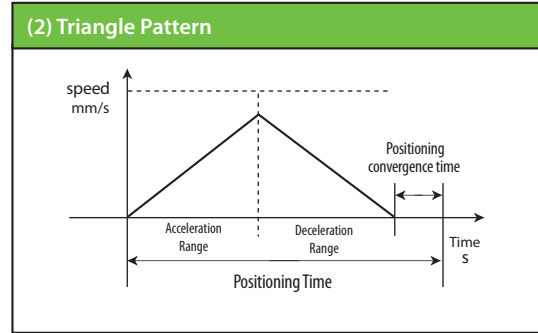 (2) Triangle Pattern
speed
mm/s
Positioning
convergence time
Acceleration
Range
Deceleration
Range
Time
s
Positioning Time